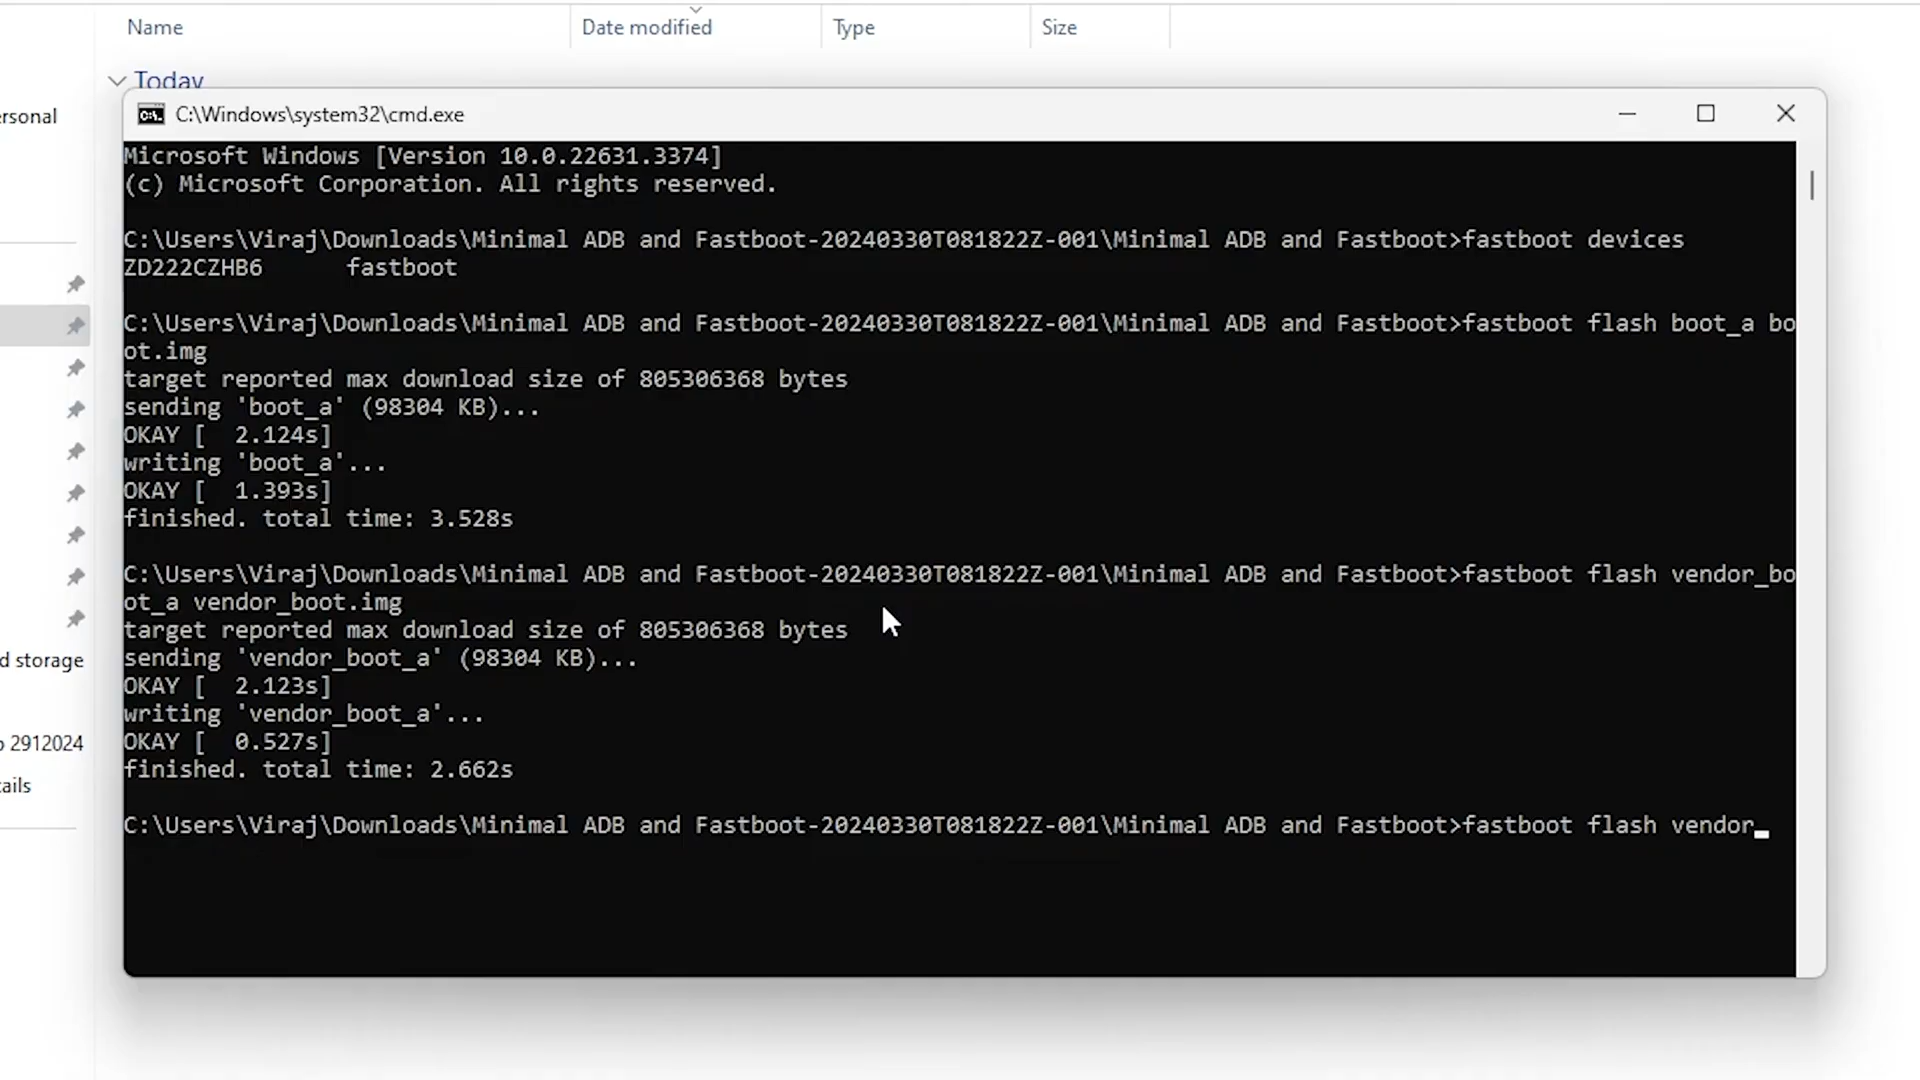 Name Date modified Type Size
Today
ersonal
C:\Windows\system32\cmd.exe
Microsoft Windows [Version 10.0.22631.3374]
(c) Microsoft Corporation. All rights reserved.
C:\Users\Viraj\Downloads\Minimal ADB and Fastboot-20240330T081822Z-001\Minimal ADB and Fastboot>fastboot devices
ZD222CZHB6      fastboot
C:\Users\Viraj\Downloads\Minimal ADB and Fastboot-20240330T081822Z-001\Minimal ADB and Fastboot>fastboot flash boot_a bo
ot.img
target reported max download size of 805306368 bytes
sending 'boot_a' (98304 KB)...
OKAY [  2.124s]
writing 'boot_a'...
OKAY [  1.393s]
finished. total time: 3.528s
C:\Users\Viraj\Downloads\Minimal ADB and Fastboot-20240330T081822Z-001\Minimal ADB and Fastboot>fastboot flash vendor_bo
ot_a vendor_boot.img
target reported max download size of 805306368 bytes
sending 'vendor_boot_a' (98304 KB)...
OKAY [  2.123s]
writing 'vendor_boot_a'...
OKAY [  0.527s]
finished. total time: 2.662s
C:\Users\Viraj\Downloads\Minimal ADB and Fastboot-20240330T081822Z-001\Minimal ADB and Fastboot>fastboot flash vendor_
d storage
2912024
ails